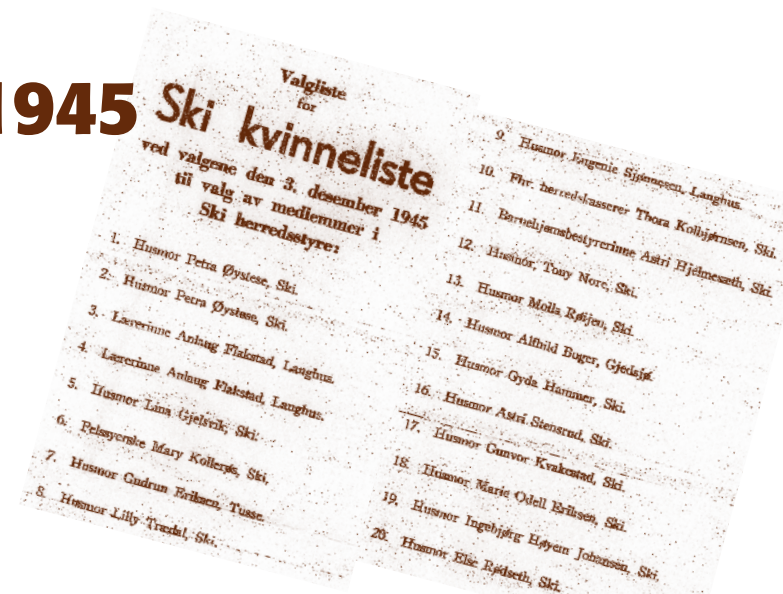 1945
Valgliste
for
Ski kvinneliste
ved valgene den 3. desember 1945
til valg av medlemmer i
Ski herredsstyre:
1. Husmor Petra Øystese, Ski.
2. Husmor Petra Øystese, Ski.
3. Lærerinne Anlaug Flakstad, Langhus.
4. Lærerinne Anlaug Flakstad, Langhus.
5. Husmor Lina Gjelsvik, Ski.
6. Pelssyerske Mary Kollerøs, Ski.
7. Husmor Gudrun Eriksen, Tusse.
8. Husmor Lilly Trædal, Ski.
9. Husmor Eugenie Simonsen, Langhus.
10. Fhv. herredskasserer Thora Kolbjørnsen, Ski.
11. Barnehjemsbestyrerinne Astri Hjelmeseth, Ski.
12. Husmor, Tony Nore, Ski.
13. Husmor Molla Røijen, Ski.
14. Husmor Alfhild Buger, Gjedsjø.
15. Husmor Gyda Hammer, Ski.
16. Husmor Astri Stensrud, Ski.
17. Husmor Gunvor Kvakestad, Ski.
18. Husmor Marie Odell Eriksen, Ski.
19. Husmor Ingebjørg Høyem Johansen, Ski.
20. Husmor Else Rødseth, Ski.